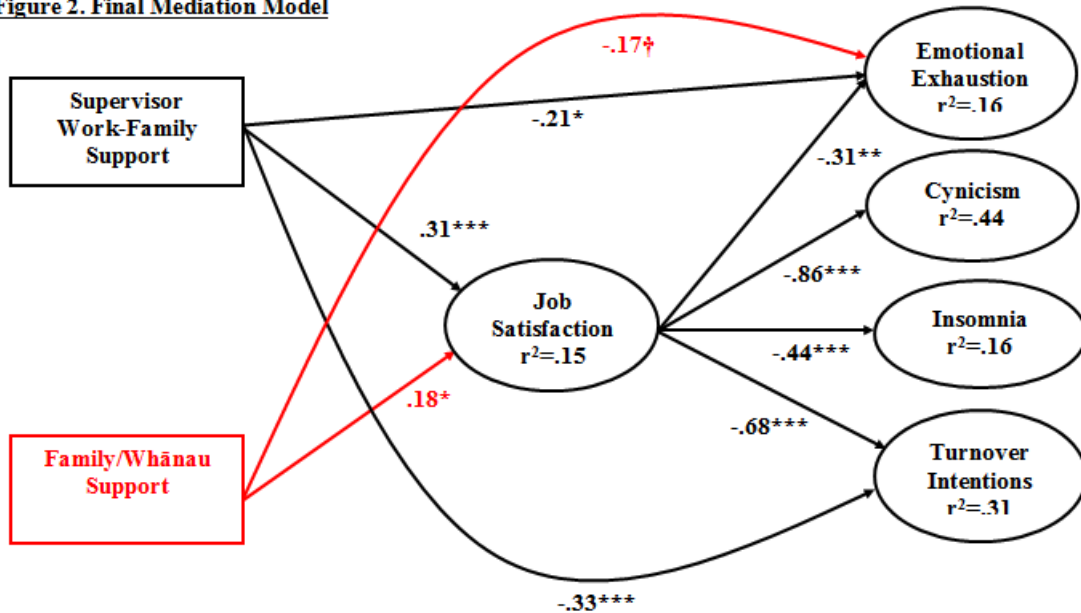 Figure 2. Final Mediation Model
-.17†
Emotional
Exhaustion
r²=.16
Supervisor
Work-Family
Support
-.21*
-.31**
Cynicism
r²=.44
.31***
-.86***
Job
Satisfaction
r²=.15
Insomnia
r²=.16
-.44***
.18*
-.68***
Family/Whānau
Support
Turnover
Intentions
r²=.31
-.33***